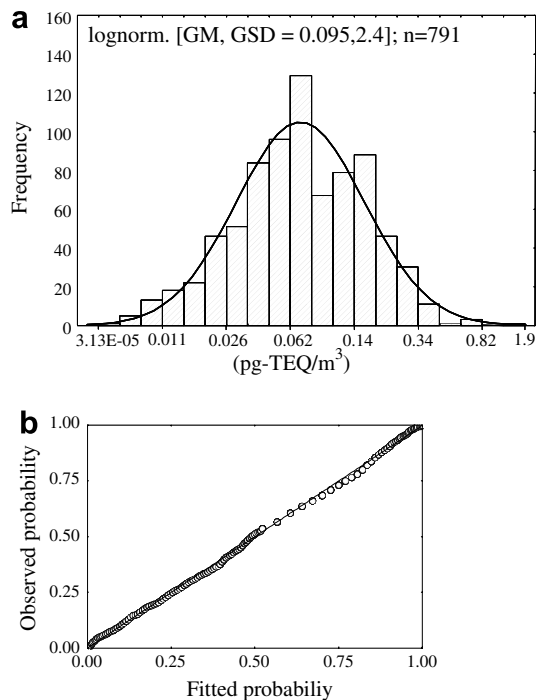 a
lognorm. [GM, GSD = 0.095,2.4]; n=791
160
140
120
100
80
60
40
20
0
Frequency
3.13E-05 0.011 0.026 0.062 0.14 0.34 0.82 1.9
(pg-TEQ/m³)
b
1.00
0.75
0.50
0.25
0.00
Observed probability
0.00 0.25 0.50 0.75 1.00
Fitted probabiliy